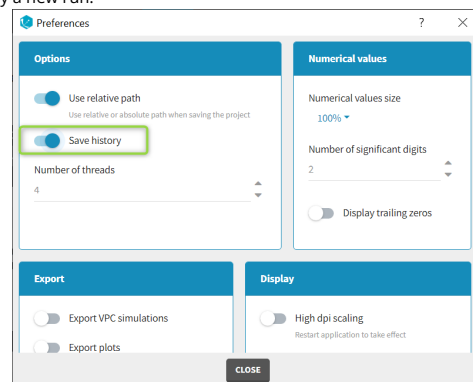 y a new run.
Preferences
?
Options
Use relative path
Use relative or absolute path when saving the project
Save history
Number of threads
4
Numerical values
Numerical values size
100%
Number of significant digits
2
Display trailing zeros
Export
Export VPC simulations
Export plots
Display
High dpi scaling
Restart application to take effect
CLOSE